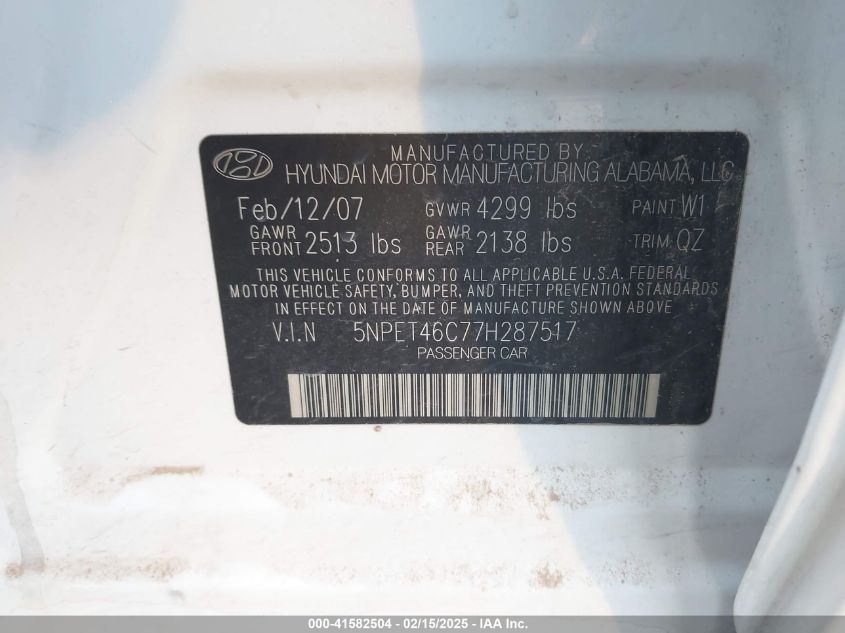 MANUFACTURED BY
HYUNDAI MOTOR MANUFACTURING ALABAMA, LLC
Feb/12/07 GVWR 4299 lbs PAINT W1
GAWR FRONT 2513 lbs GAWR REAR 2138 lbs TRIM QZ
THIS VEHICLE CONFORMS TO ALL APPLICABLE U.S.A. FEDERAL
MOTOR VEHICLE SAFETY, BUMPER, AND THEFT PREVENTION STANDARDS
IN EFFECT ON THE DATE OF MANUFACTURE SHOWN ABOVE
V.I.N 5NPET46C77H287517
PASSENGER CAR
000-41582504 - 02/15/2025 - © IAA Inc.